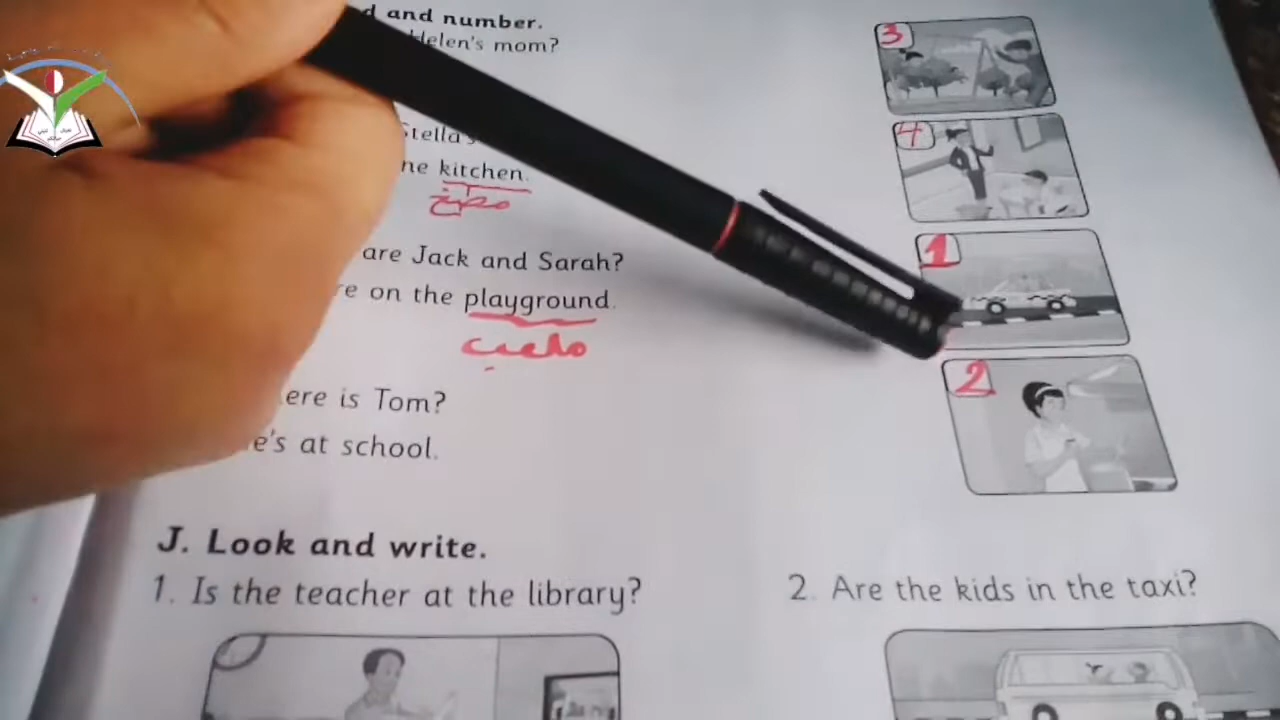 d and number.
Helen's mom?
Stella's
ne kitchen.
مطبخ
are Jack and Sarah?
re on the playground.
ملعب
ere is Tom?
e's at school.
3
4
1
2
J. Look and write.
1. Is the teacher at the library?
2. Are the kids in the taxi?